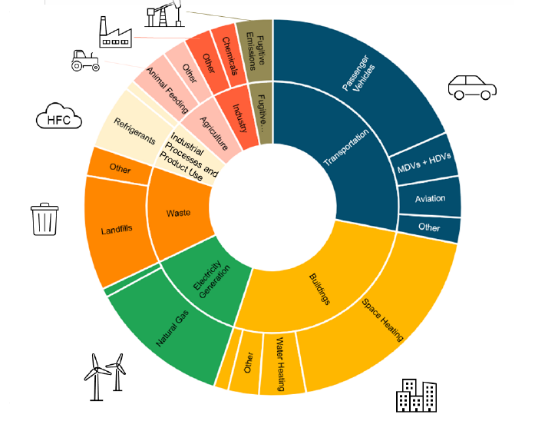 Fugitive
Emissions
Chemicals
Other
Other
Animal Feeding
Refrigerants
Other
Landfills
Natural Gas
Other
Water Heating
Space Heating
Other
Aviation
MDVs + HDVs
Passenger
Vehicles
Transportation
Buildings
Electricity
Generation
Waste
Industrial
Processes and
Product Use
Agriculture
Industry
Fugitive...
HFC